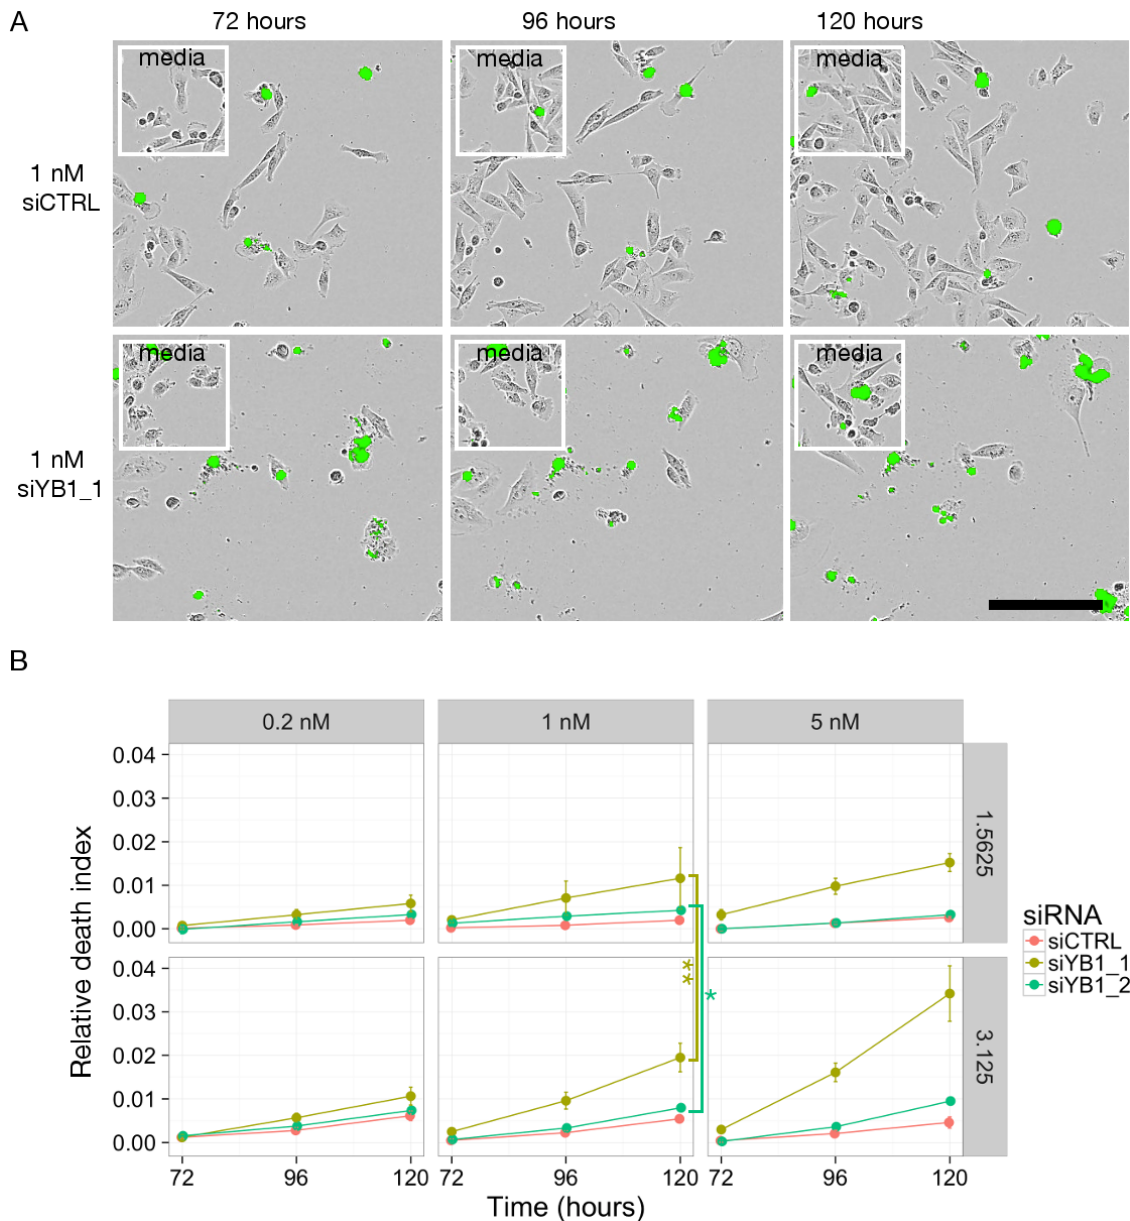 A
72 hours
96 hours
120 hours
media
media
media
1 nM
siCTRL
media
media
media
1 nM
siYB1_1
B
0.2 nM
1 nM
5 nM
0.04
0.03
0.02
0.01
0.00
1.5625
0.04
0.03
0.02
0.01
0.00
3.125
**
*
Relative death index
72
96
120
72
96
120
72
96
120
Time (hours)
siRNA
siCTRL
siYB1_1
siYB1_2